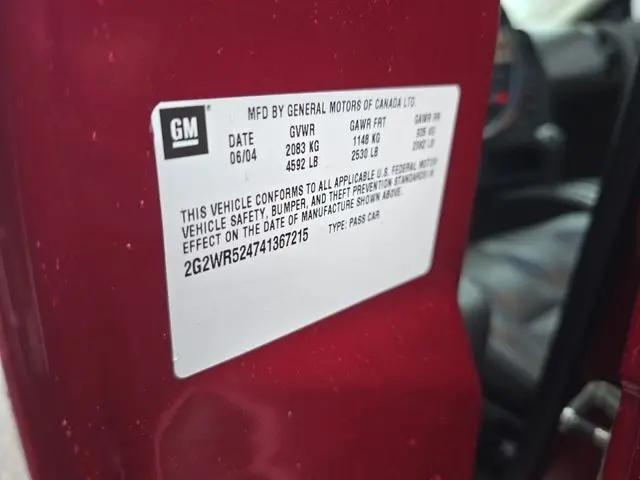 MFD BY GENERAL MOTORS OF CANADA LTD.
GM
DATE GVWR GAWR FRT GAWR RR
06/04 2083 KG 1148 KG 935 KG
4592 LB 2530 LB 2062 LB
THIS VEHICLE CONFORMS TO ALL APPLICABLE U.S. FEDERAL MOTOR
VEHICLE SAFETY, BUMPER, AND THEFT PREVENTION STANDARDS IN
EFFECT ON THE DATE OF MANUFACTURE SHOWN ABOVE.
2G2WR524741367215 TYPE: PASS CAR